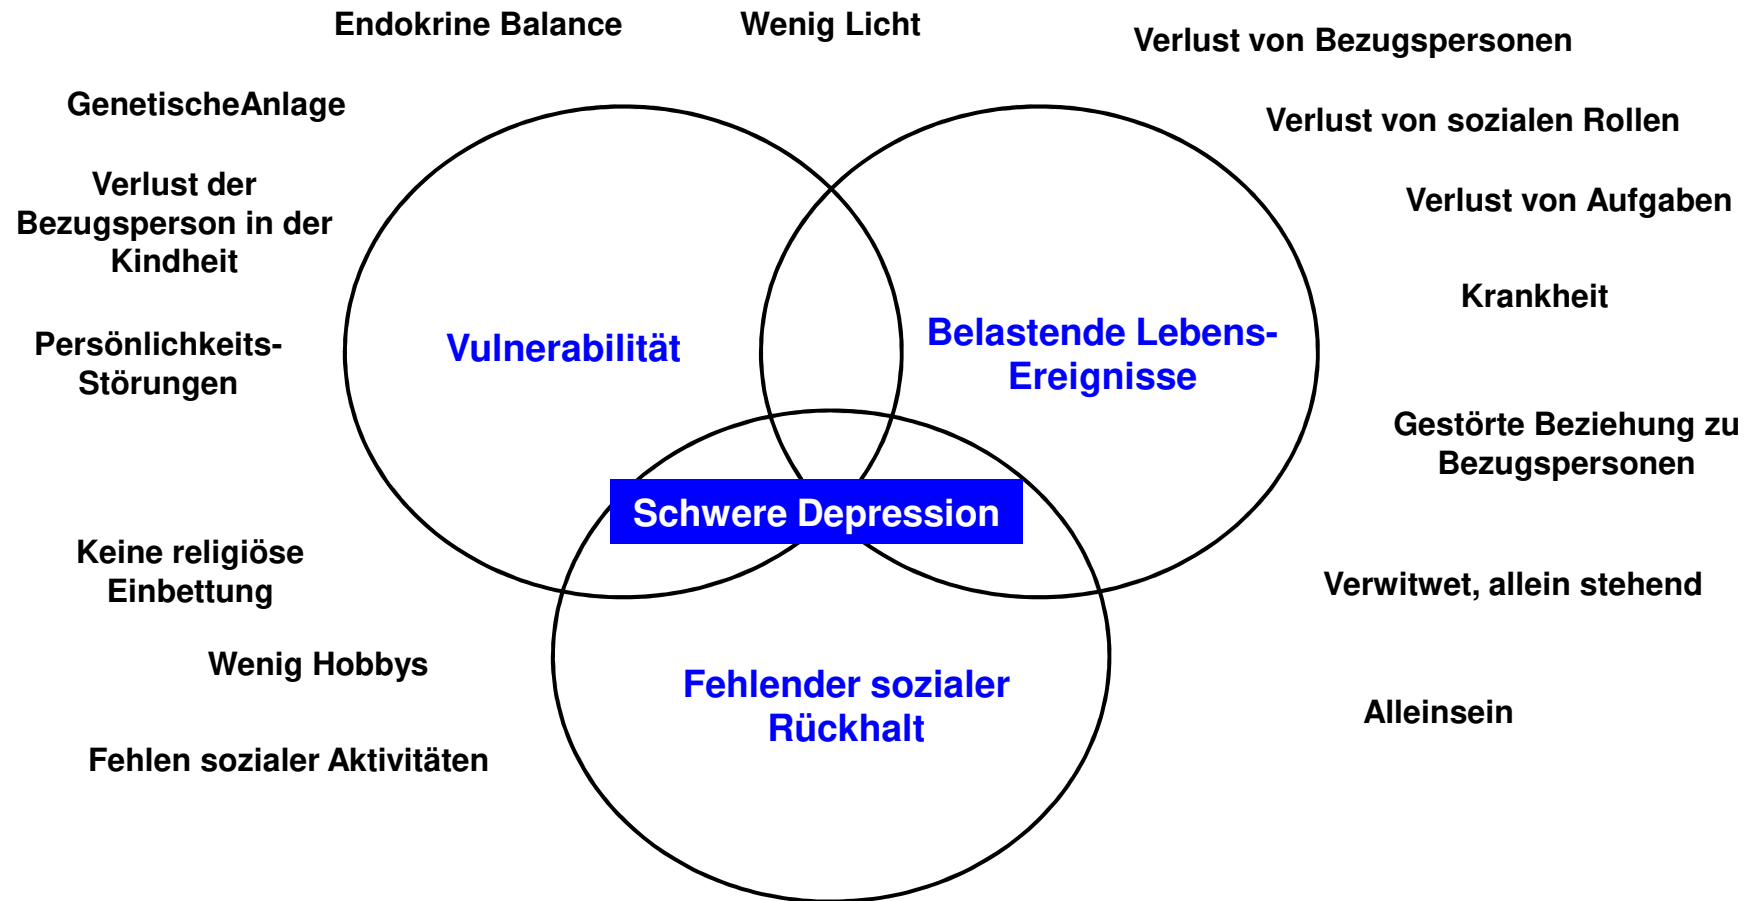 Endokrine Balance
Wenig Licht
Verlust von Bezugspersonen
GenetischeAnlage
Verlust von sozialen Rollen
Verlust der
Bezugsperson in der
Kindheit
Verlust von Aufgaben
Krankheit
Persönlichkeits-
Störungen
Vulnerabilität
Belastende Lebens-
Ereignisse
Gestörte Beziehung zu
Bezugspersonen
Schwere Depression
Keine religiöse
Einbettung
Verwitwet, allein stehend
Wenig Hobbys
Fehlender sozialer
Rückhalt
Alleinsein
Fehlen sozialer Aktivitäten